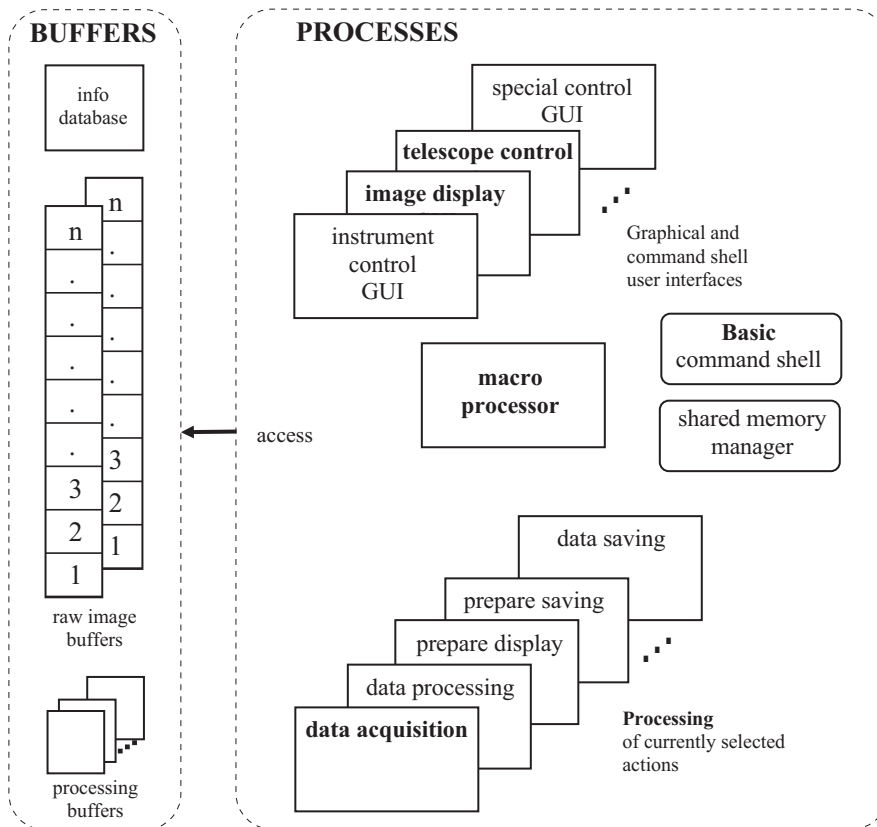 BUFFERS
info
database
n
.
.
.
.
.
3
2
1
n
.
.
.
.
.
3
2
1
raw image
buffers
processing
buffers
PROCESSES
special control
GUI
telescope control
image display
instrument
control
GUI
Graphical and
command shell
user interfaces
Basic
command shell
macro
processor
shared memory
manager
access
data saving
prepare saving
prepare display
data processing
data acquisition
Processing
of currently selected
actions